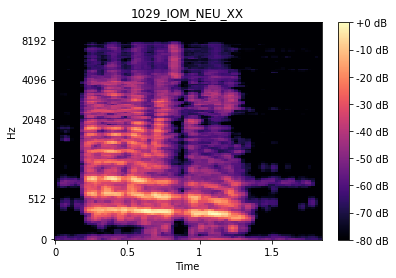 1029_IOM_NEU_XX
+0 dB
8192
-10 dB
4096
-20 dB
-30 dB
2048
Hz
-40 dB
1024
-50 dB
512
-60 dB
-70 dB
0
-80 dB
0 0.5 1 1.5
Time